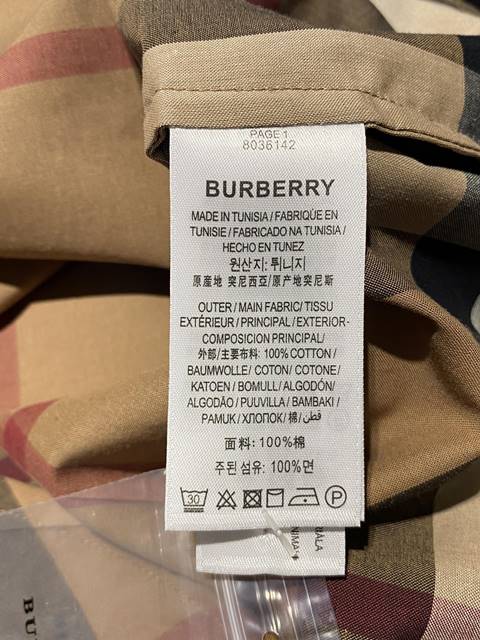 PAGE 1
8036142
BURBERRY
MADE IN TUNISIA / FABRIQÚE EN
TUNISIE / FABRICADO NA TUNISIA /
HECHO EN TUNEZ
원산지: 튀니지
原産地 突尼西亞/原产地突尼斯
OUTER / MAIN FABRIC/ TISSU
EXTÉRIEUR / PRINCIPAL / EXTERIOR-
COMPOSICION PRINCIPAL/
外部/主要布料: 100% COTTON /
BAUMWOLLE/ COTON / COTONE/
KATOEN / BOMULL/ ALGODÓN/
ALGODÃO / PUUVILLA / BAMBAKI /
PAMUK / ХЛОПОК/ 棉/ قطن/
面料: 100%棉
주된 섬유: 100%면
30
P